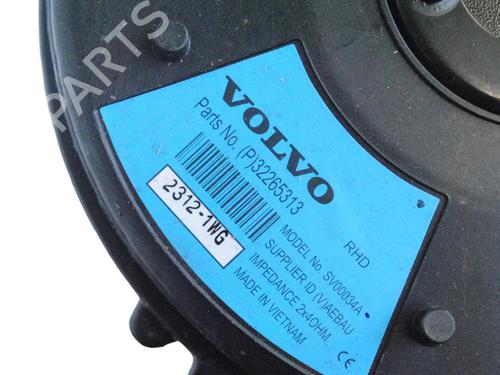 PARTS
VOLVO
Parts No. (P)32265313
RHD
2312-1WG
MODEL No. SV00034A
SUPPLIER ID (V)AEBAU
IMPEDANCE 2x4OHM
MADE IN VIETNAM
CE